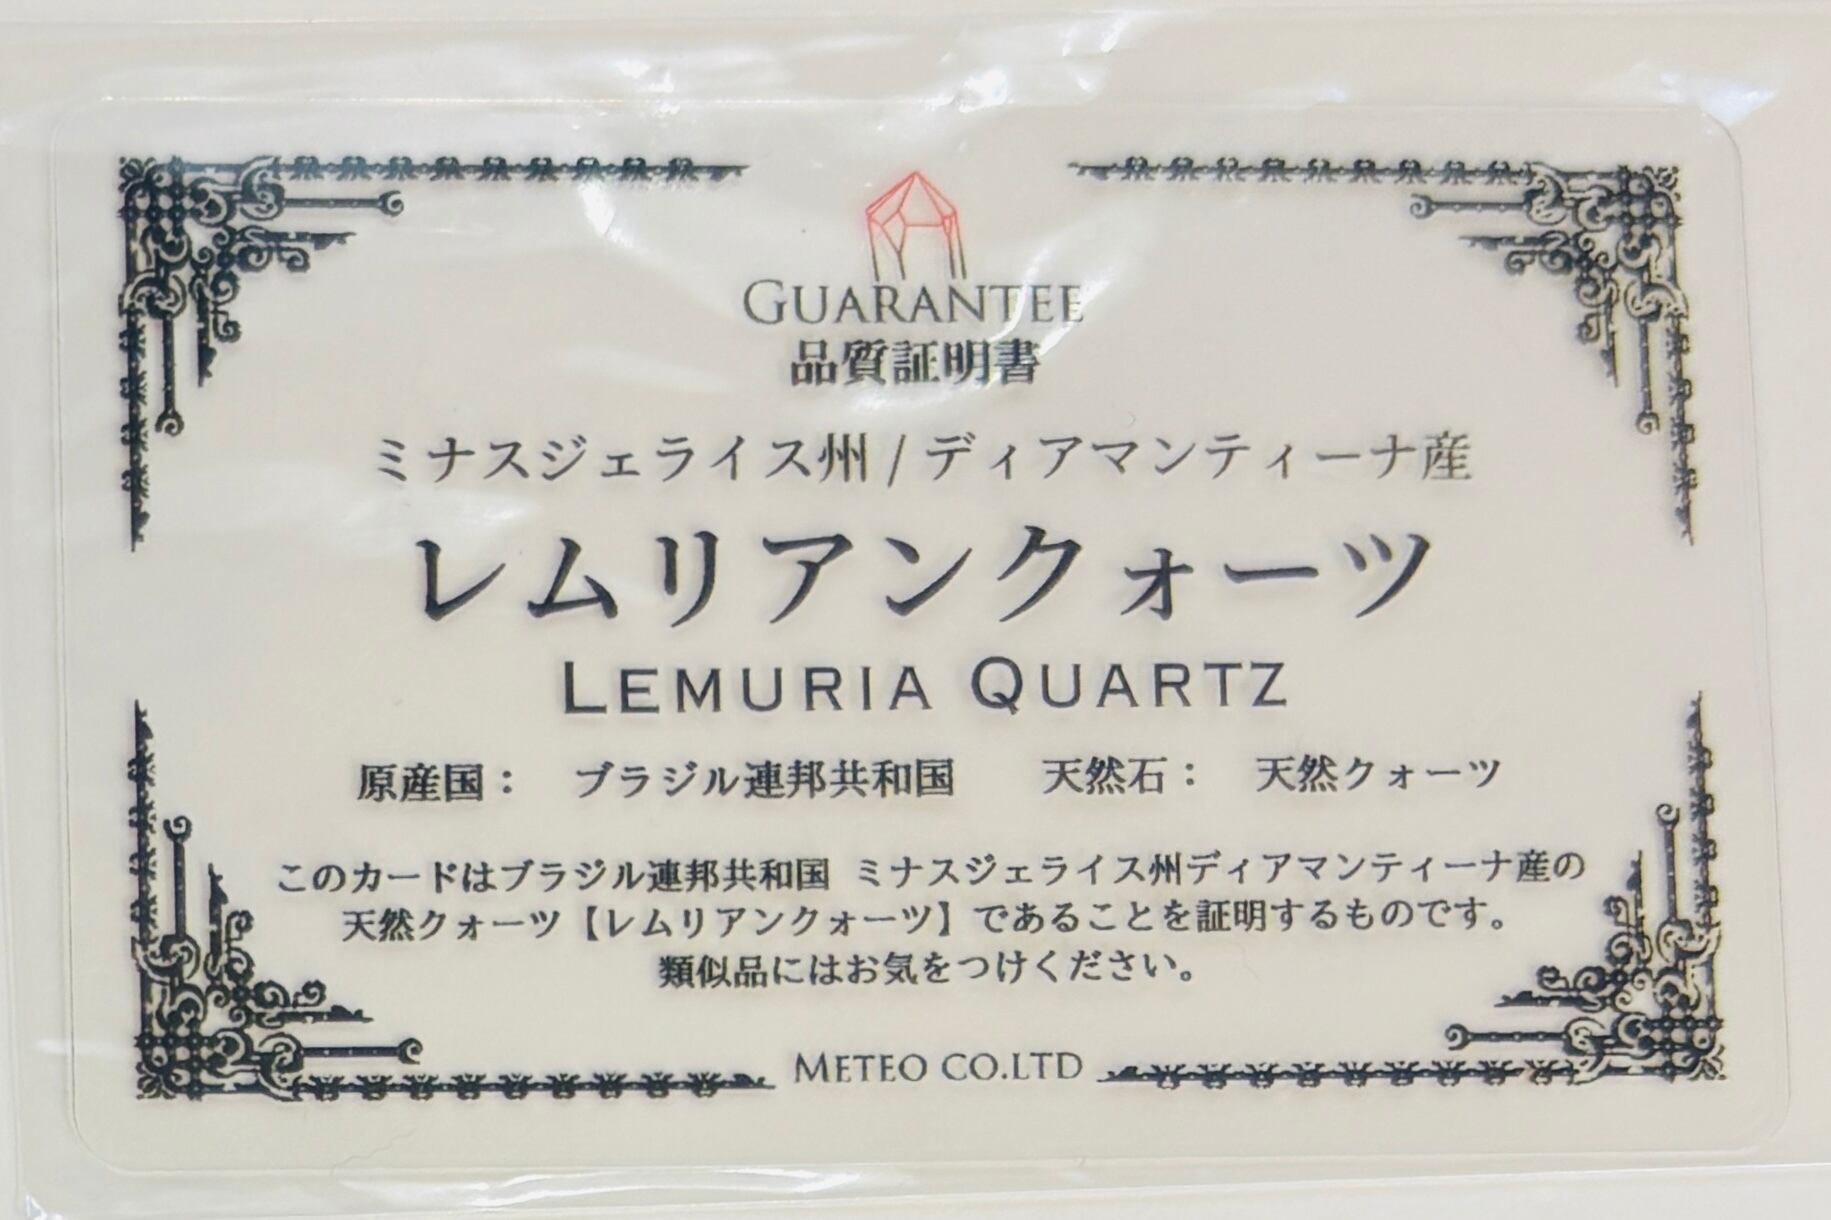 GUARANTEE
品質証明書
ミナスジェライス州 / ディアマンティーナ産
レムリアンクォーツ
LEMURIA QUARTZ
原産国： ブラジル連邦共和国 天然石： 天然クォーツ
このカードはブラジル連邦共和国 ミナスジェライス州ディアマンティーナ産の
天然クォーツ【レムリアンクォーツ】であることを証明するものです。
類似品にはお気をつけください。
METEO CO.LTD